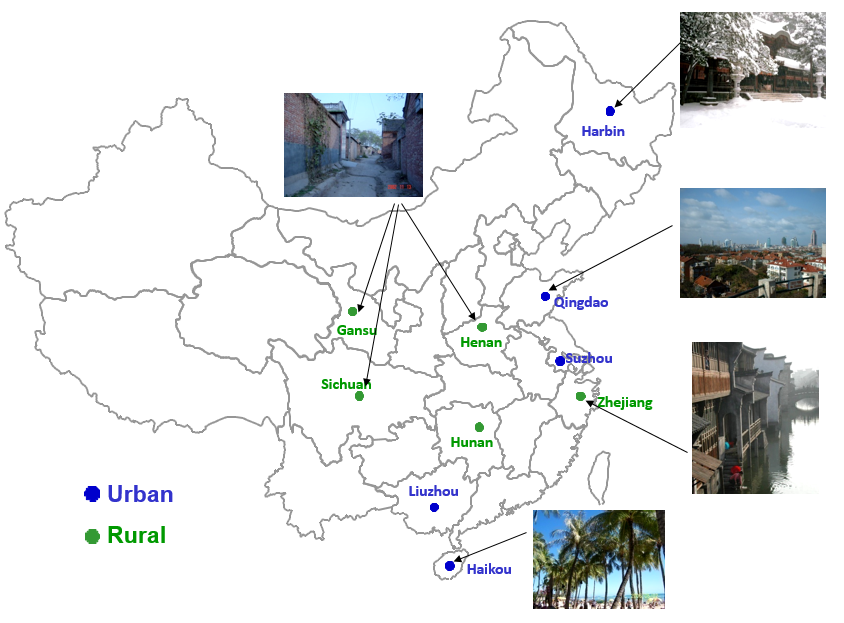 Harbin
Qingdao
Gansu
Henan
Suzhou
Sichuan
Zhejiang
Hunan
Liuzhou
Urban
Rural
Haikou